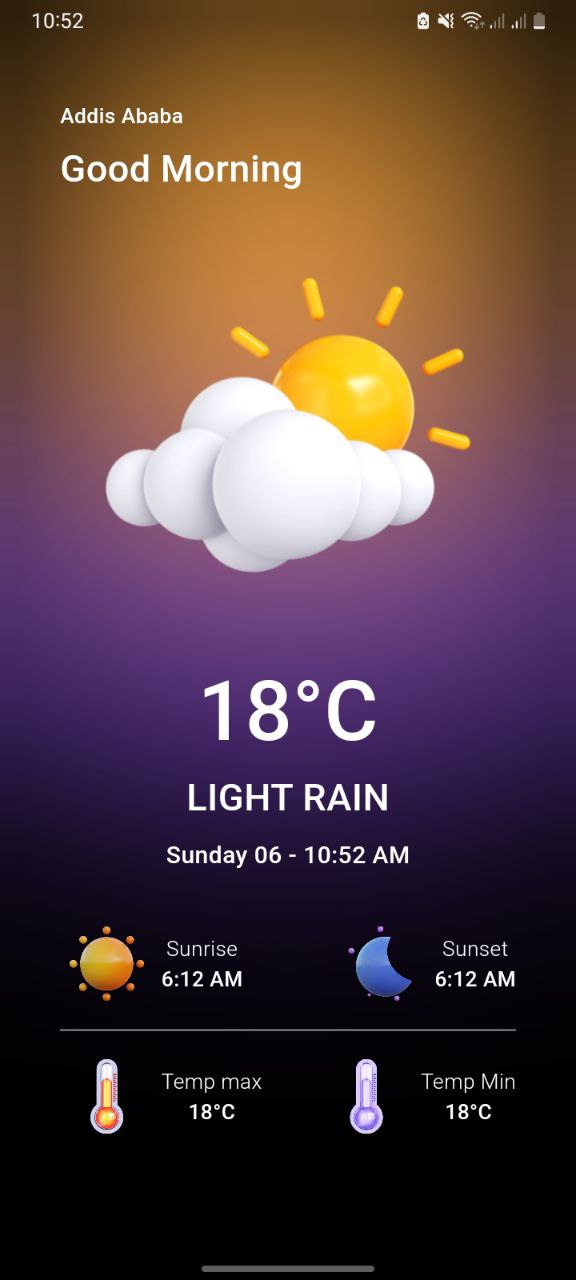 10:52
Addis Ababa
Good Morning
18°C
LIGHT RAIN
Sunday 06 - 10:52 AM
Sunrise
6:12 AM
Sunset
6:12 AM
Temp max
18°C
Temp Min
18°C